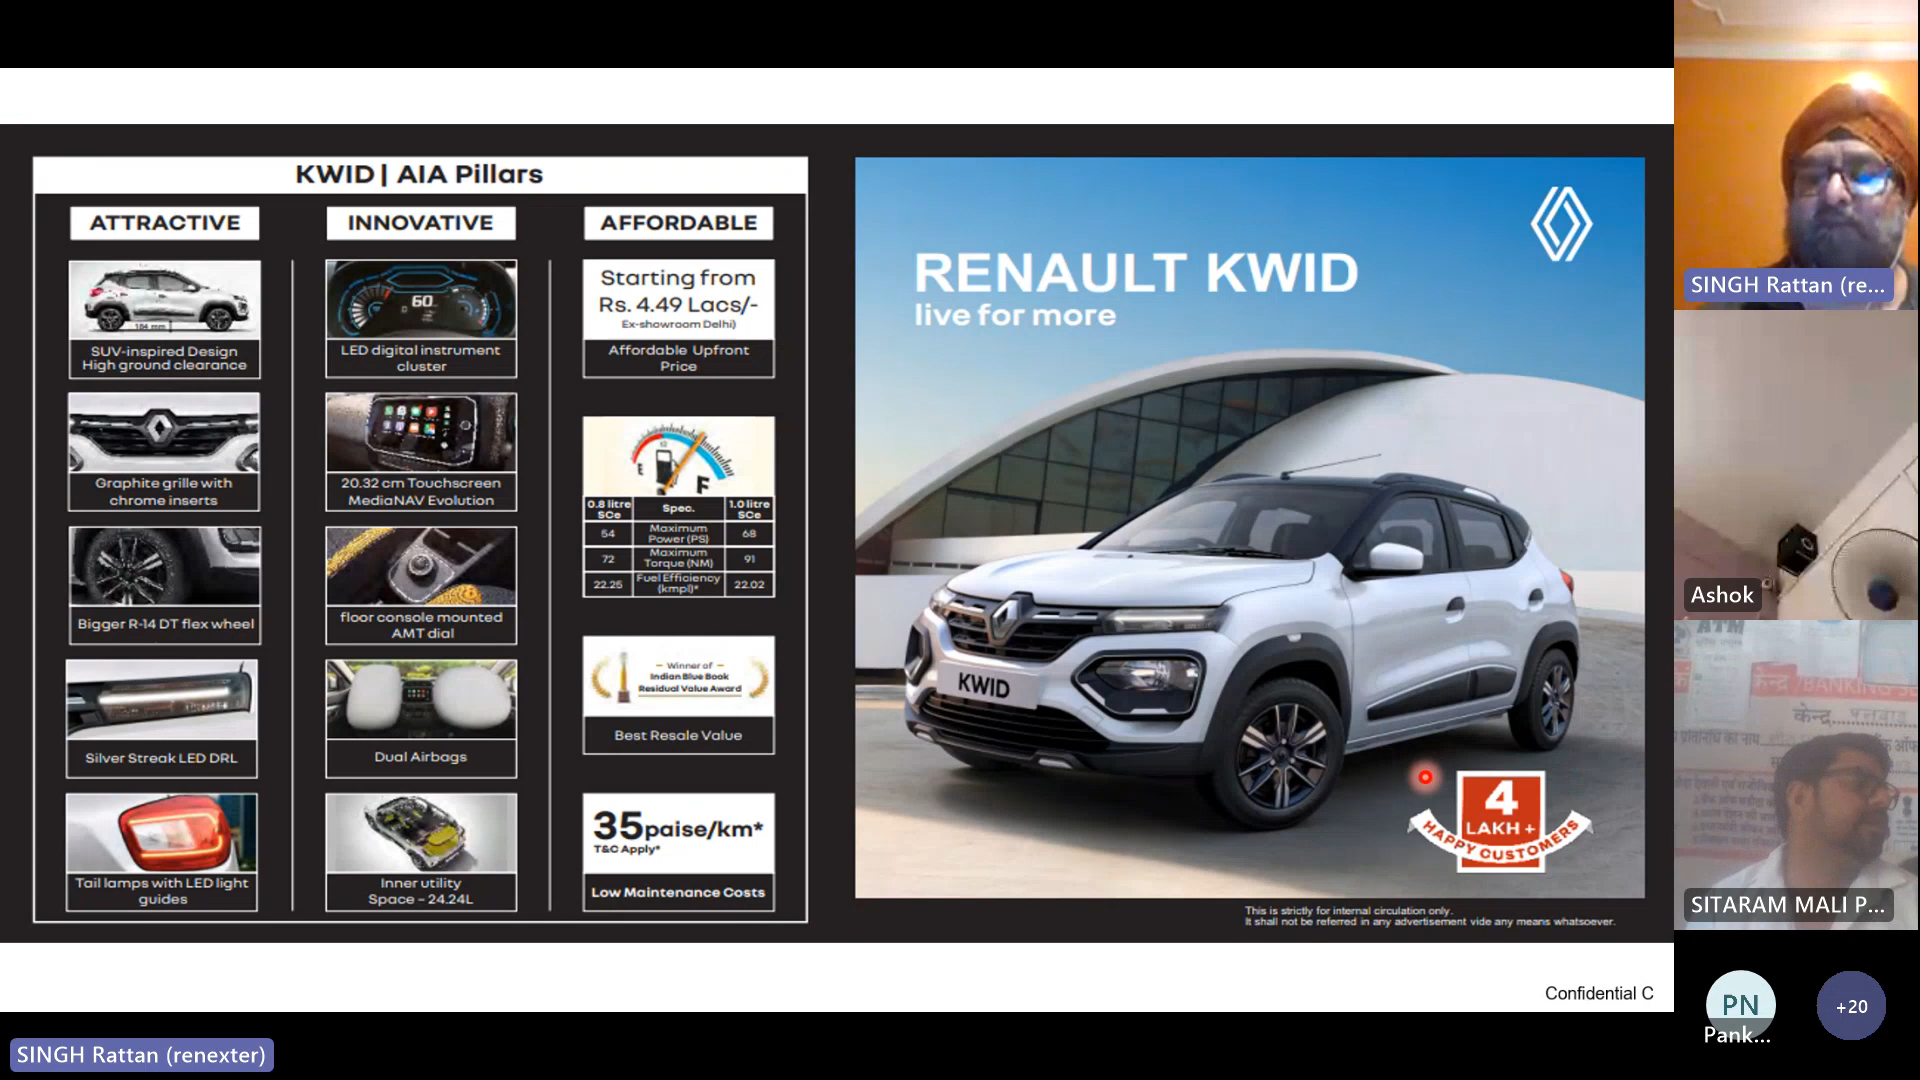 KWID | AIA Pillars
ATTRACTIVE
184 mm
SUV-inspired Design
High ground clearance
Graphite grille with
chrome inserts
Bigger R-14 DT flex wheel
Silver Streak LED DRL
Tail lamps with LED light
guides
INNOVATIVE
60
LED digital instrument
cluster
20.32 cm Touchscreen
MediaNAV Evolution
floor console mounted
AMT dial
Dual Airbags
Inner utility
Space – 24.24L
AFFORDABLE
Starting from
Rs. 4.49 Lacs/-
Ex-showroom Delhi)
Affordable Upfront
Price
E
F
0.8 litre SCe Spec. 1.0 litre SCe
54 Maximum Power (PS) 68
72 Maximum Torque (NM) 91
22.25 Fuel Efficiency (kmpl)* 22.02
– Winner of –
Indian Blue Book
Residual Value Award
Best Resale Value
35 paise/km*
T&C Apply*
Low Maintenance Costs
RENAULT KWID
live for more
KWID
4
LAKH +
HAPPY CUSTOMERS
This is strictly for internal circulation only.
It shall not be referred in any advertisement vide any means whatsoever.
Confidential C
SINGH Rattan (renexter)
SINGH Rattan (re...
Ashok
ATM
केन्द्र /BANKING
केन्द्र
का नाम
SITARAM MALI P...
PN
Pank...
+20